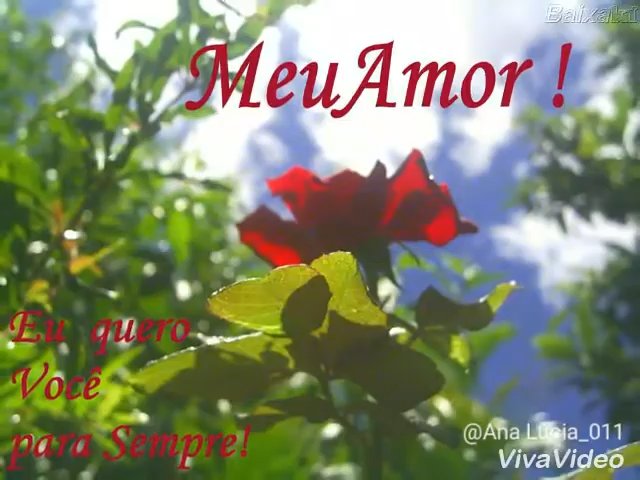 Baixaki
MeuAmor !
Eu quero
Você
para Sempre!
@Ana Lucia_011
VivaVideo